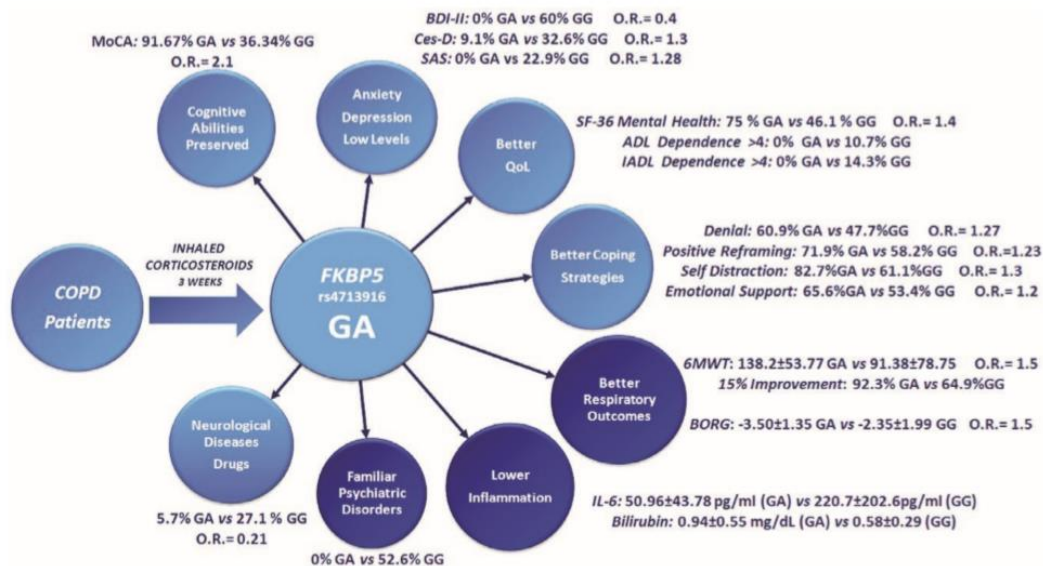 BDI-II: 0% GA vs 60% GG O.R.= 0.4
Ces-D: 9.1% GA vs 32.6% GG O.R.= 1.3
SAS: 0% GA vs 22.9% GG O.R.= 1.28
MoCA: 91.67% GA vs 36.34% GG
O.R.= 2.1
Cognitive
Abilities
Preserved
Anxiety
Depression
Low Levels
Better
QoL
SF-36 Mental Health: 75 % GA vs 46.1 % GG O.R.= 1.4
ADL Dependence >4: 0% GA vs 10.7% GG
IADL Dependence >4: 0% GA vs 14.3% GG
Better Coping
Strategies
Denial: 60.9% GA vs 47.7%GG O.R.= 1.27
Positive Reframing: 71.9% GA vs 58.2% GG O.R.=1.23
Self Distraction: 82.7%GA vs 61.1%GG O.R.= 1.3
Emotional Support: 65.6%GA vs 53.4% GG O.R.= 1.2
COPD
Patients
INHALED
CORTICOSTEROIDS
3 WEEKS
FKBP5
rs4713916
GA
Better
Respiratory
Outcomes
6MWT: 138.2±53.77 GA vs 91.38±78.75 O.R.= 1.5
15% Improvement: 92.3% GA vs 64.9%GG
BORG: -3.50±1.35 GA vs -2.35±1.99 GG O.R.= 1.5
Neurological
Diseases
Drugs
5.7% GA vs 27.1 % GG
O.R.= 0.21
Familiar
Psychiatric
Disorders
0% GA vs 52.6% GG
Lower
Inflammation
IL-6: 50.96±43.78 pg/ml (GA) vs 220.7±202.6pg/ml (GG)
Bilirubin: 0.94±0.55 mg/dL (GA) vs 0.58±0.29 (GG)